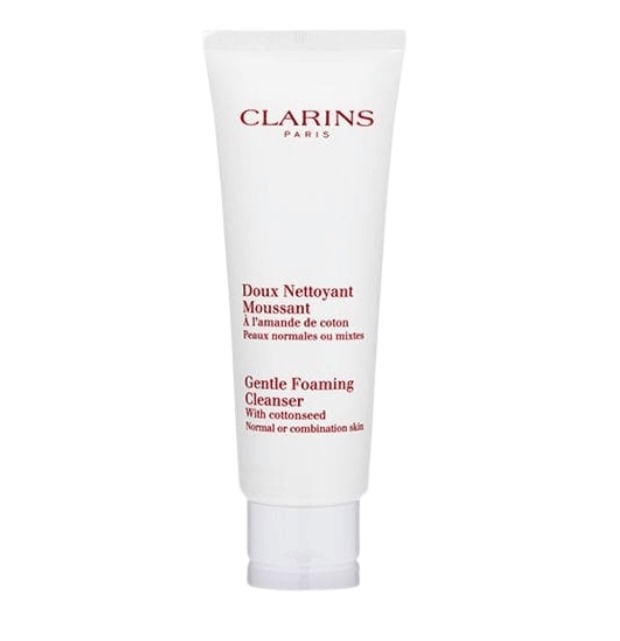 CLARINS
PARIS
Doux Nettoyant
Moussant
À l'amande de coton
Peaux normales ou mixtes
Gentle Foaming
Cleanser
With cottonseed
Normal or combination skin